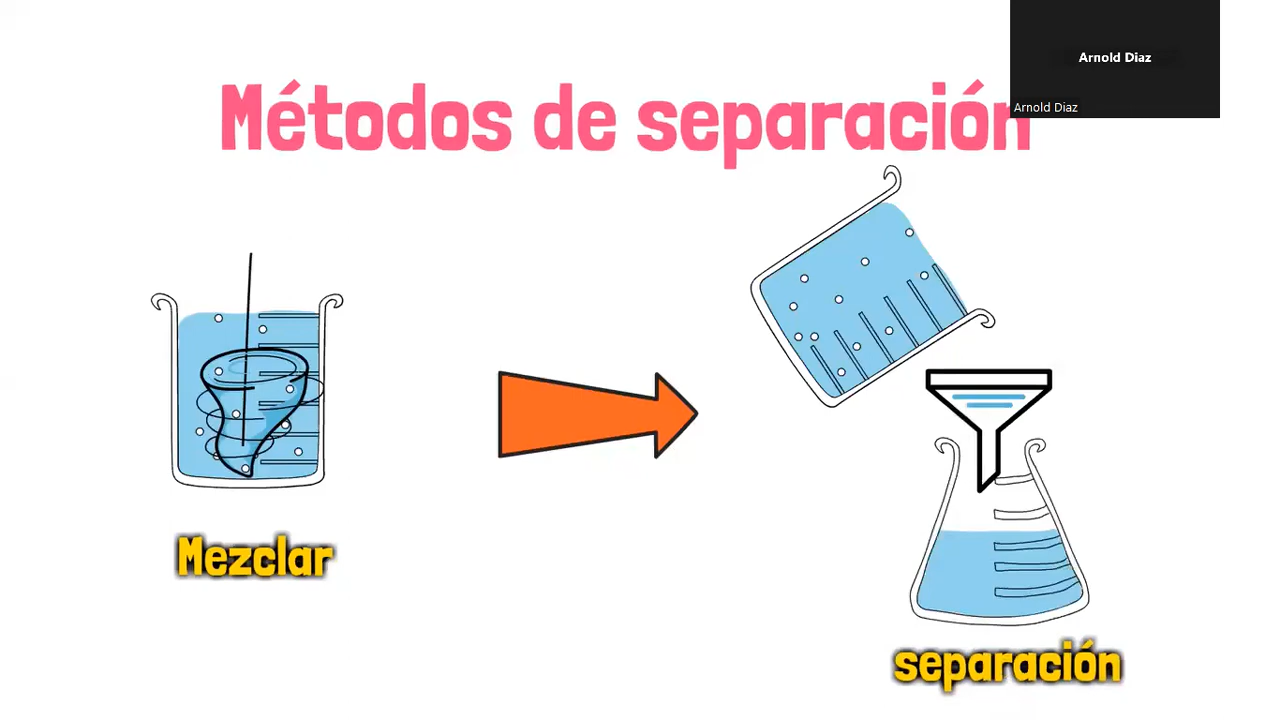 Arnold Diaz
Arnold Diaz
Métodos de separación
Mezclar
separación